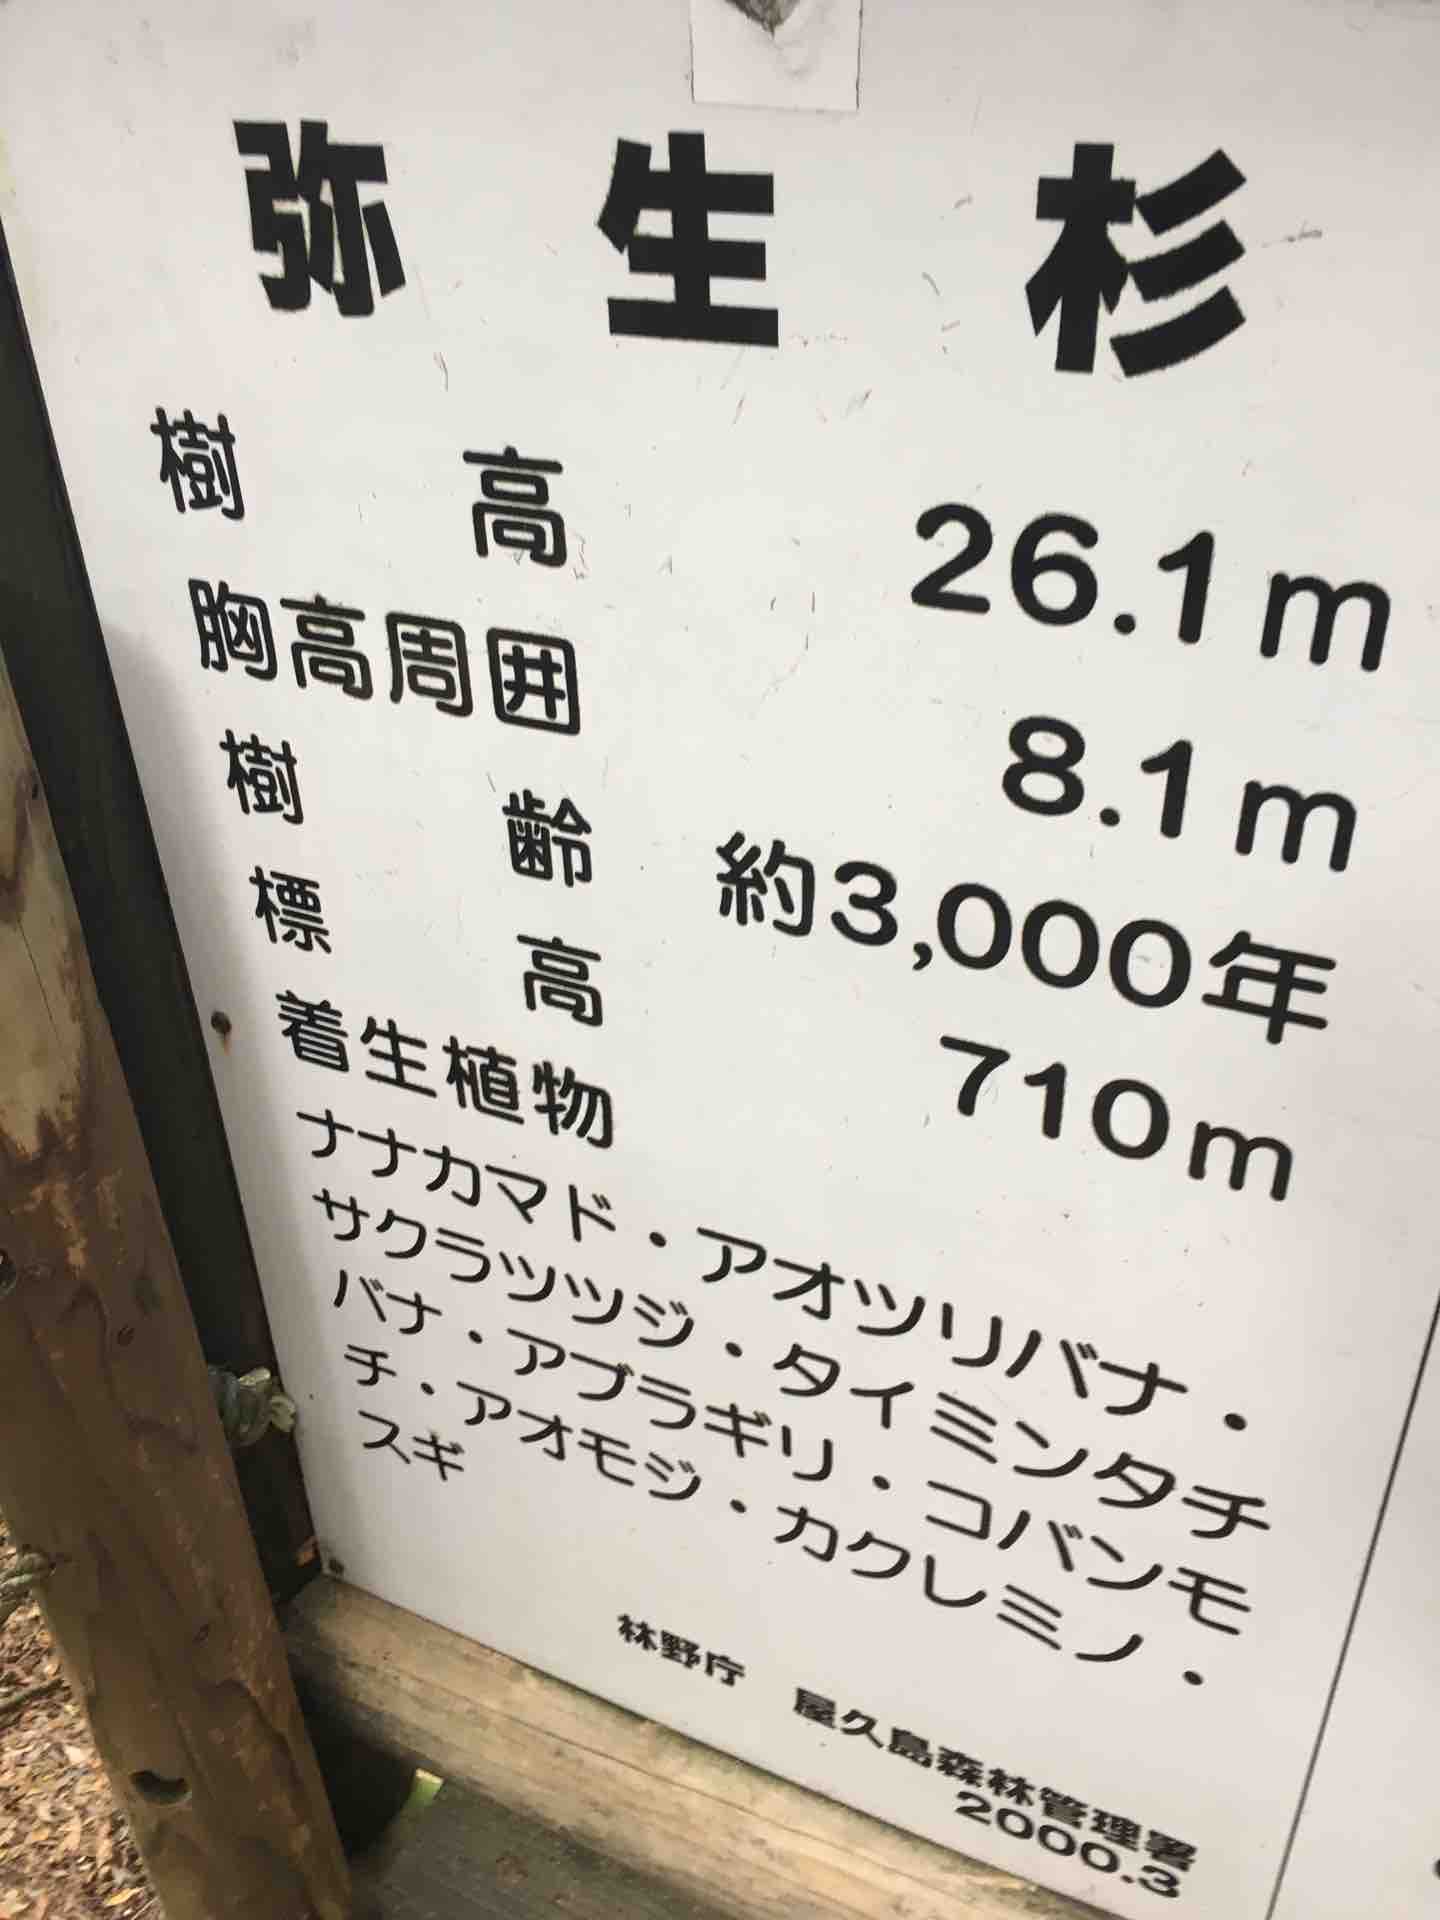 弥生杉
樹高 26.1m
胸高周囲 8.1m
樹齢 約3,000年
標高 710m
着生植物
ナナカマド・アオツリバナ・
サクラツツジ・タイミンタチ
バナ・アブラギリ・コバンモ
チ・アオモジ・カクレミノ・
スギ
林野庁 屋久島森林管理署
2000.3